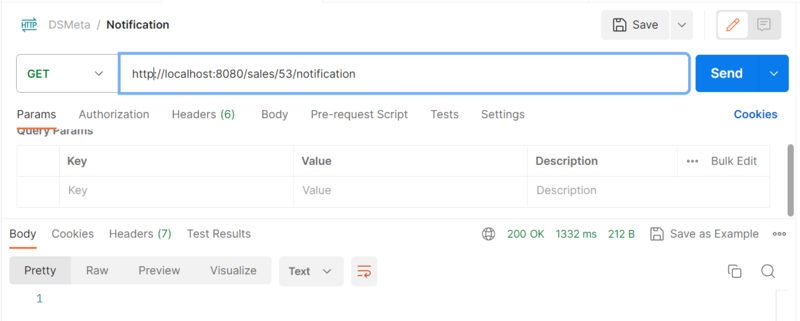 HTTP DSMeta / Notification Save
GET http://localhost:8080/sales/53/notification Send
Params Authorization Headers (6) Body Pre-request Script Tests Settings Cookies
Query Params
Key Value Description ••• Bulk Edit
Key Value Description
Body Cookies Headers (7) Test Results 200 OK 1332 ms 212 B Save as Example •••
Pretty Raw Preview Visualize Text
1